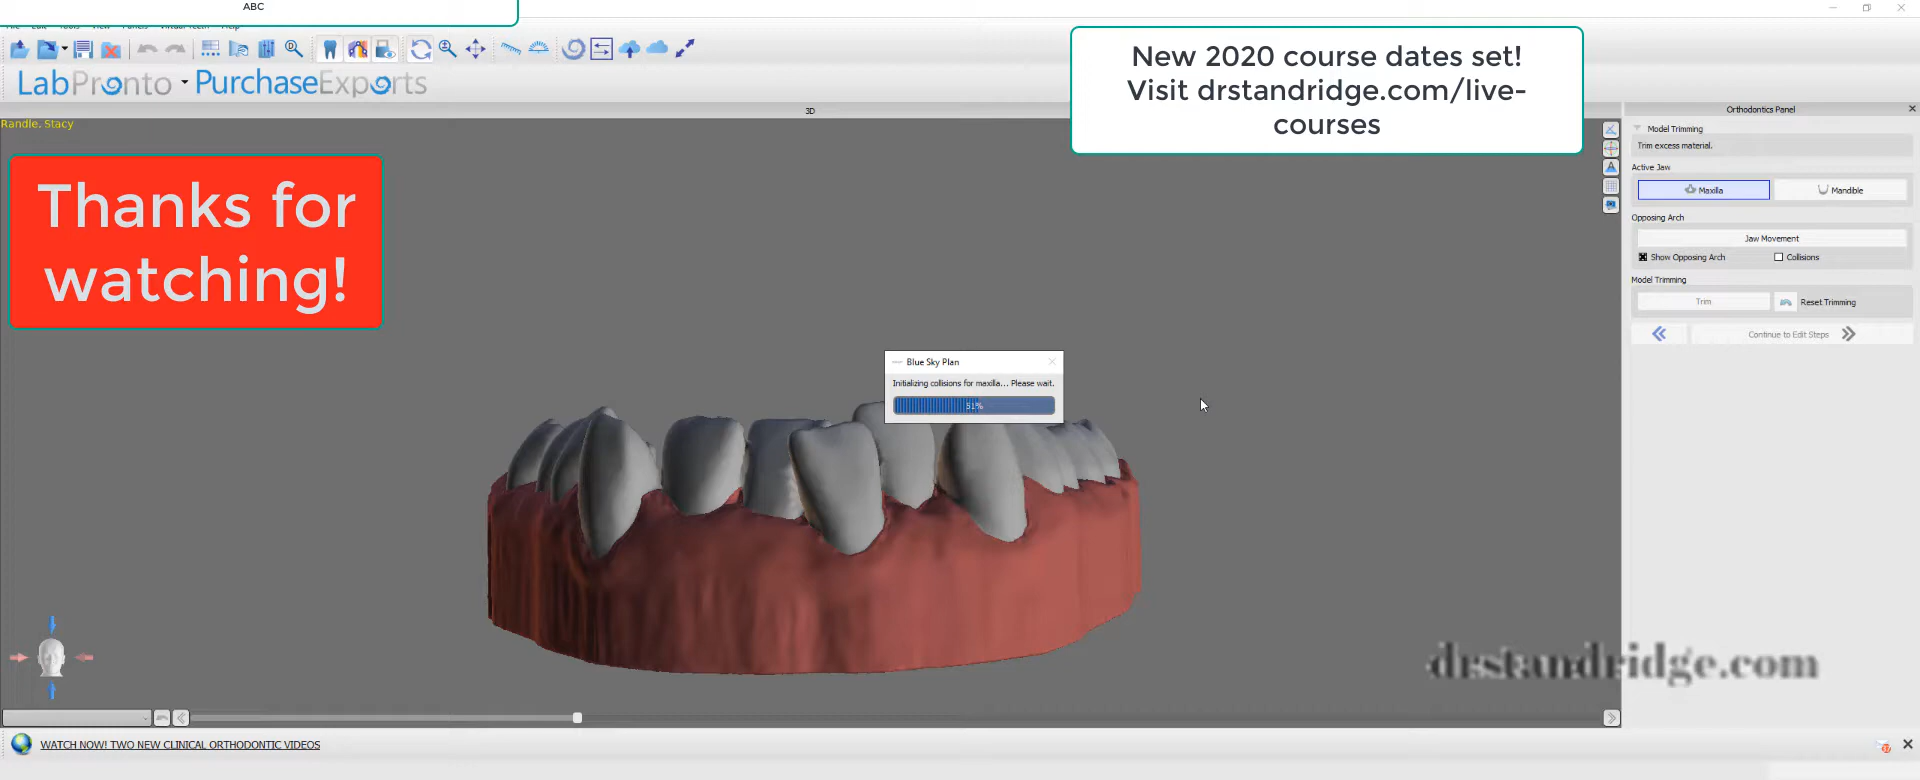 ABC
LabPronto PurchaseExports
New 2020 course dates set!
Visit drstandridge.com/live-
courses
3D
Randle, Stacy
Thanks for
watching!
Orthodontics Panel
Model Trimming
Trim excess material.
Active Jaw
Maxilla
Mandible
Opposing Arch
Jaw Movement
Show Opposing Arch
Collisions
Model Trimming
Trim
Reset Trimming
Continue to Edit Steps
Blue Sky Plan
Initializing collisions for maxilla... Please wait.
51%
drstandridge.com
WATCH NOW! TWO NEW CLINICAL ORTHODONTIC VIDEOS